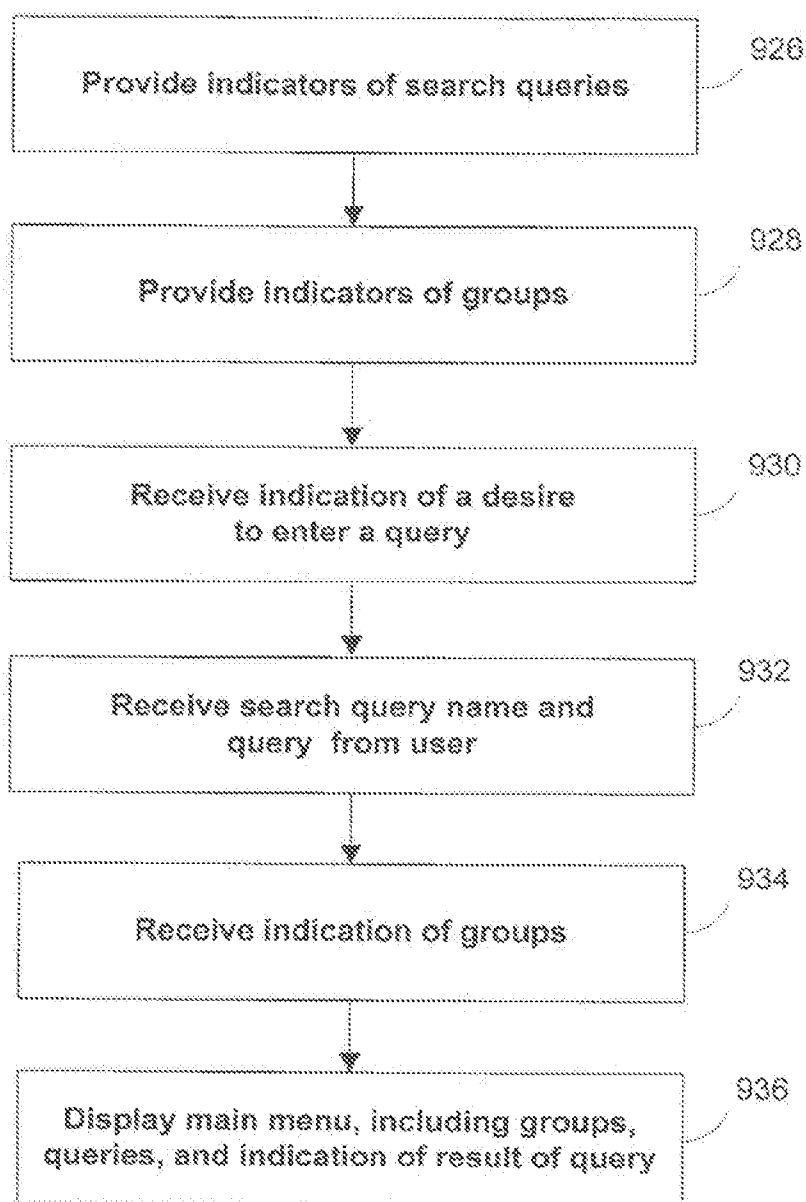 926
Provide indicators of search queries
928
Provide indicators of groups
930
Receive indication of a desire
to enter a query
932
Receive search query name and
query from user
934
Receive indication of groups
936
Display main menu, including groups,
queries, and indication of result of query